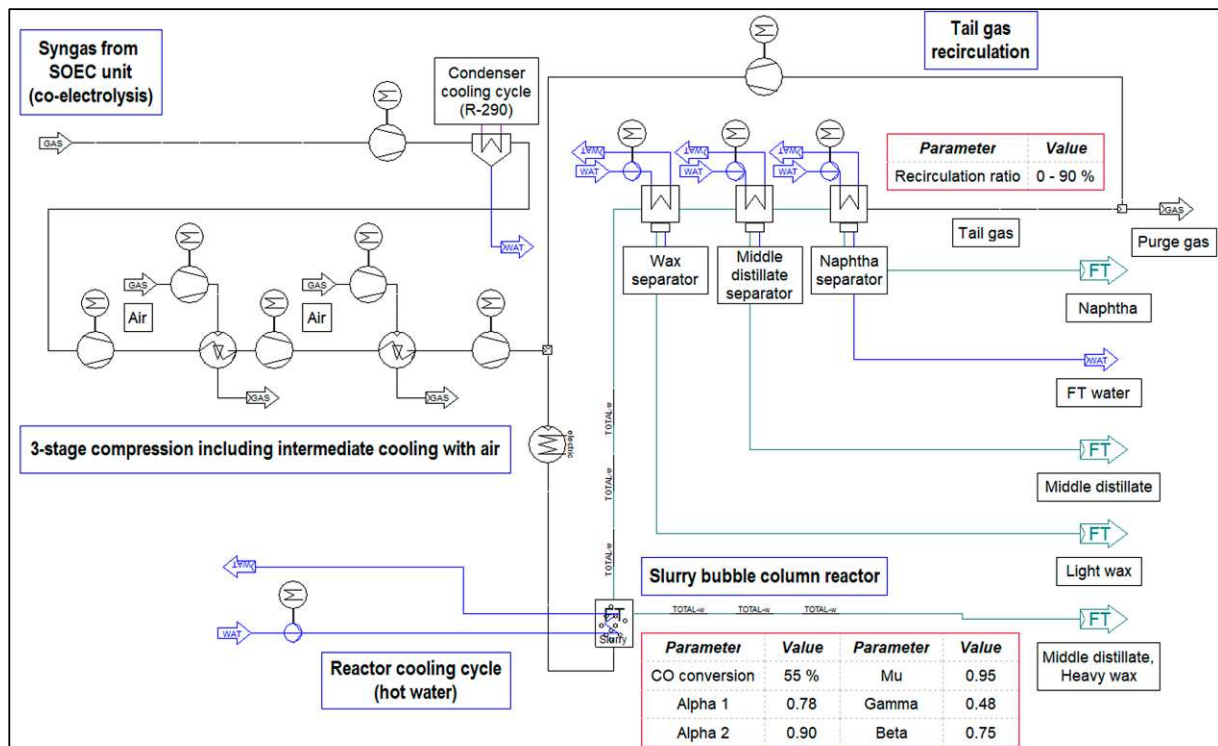 Syngas from
SOEC unit
(co-electrolysis)
Condenser
cooling cycle
(R-290)
Tail gas
recirculation
M
M
GAS
WAT
M
M
M
WAT
WAT
WAT
WAT
WAT
WAT
Parameter Value
Recirculation ratio 0 - 90 %
GAS
Tail gas
Purge gas
WAT
Wax
separator
Middle
distillate
separator
Naphtha
separator
FT
Naphtha
M
M
GAS
Air
GAS
Air
M
M
M
GAS
GAS
WAT
FT water
3-stage compression including intermediate cooling with air
electric
TOTAL-w
TOTAL-w
TOTAL-w
FT
Middle distillate
FT
Light wax
WAT
M
WAT
Reactor cooling cycle
(hot water)
Slurry bubble column reactor
FT
Slurry
TOTAL-w TOTAL-w TOTAL-w
FT
Middle distillate,
Heavy wax
Parameter Value Parameter Value
CO conversion 55 % Mu 0.95
Alpha 1 0.78 Gamma 0.48
Alpha 2 0.90 Beta 0.75